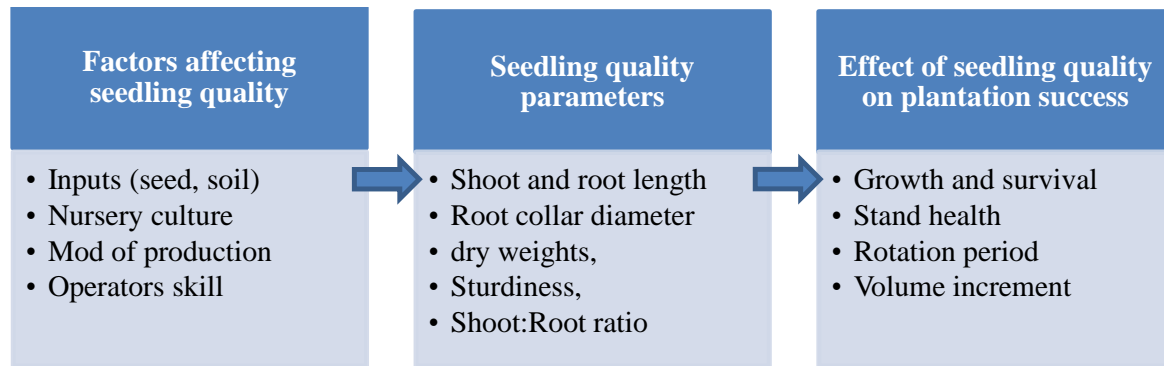 Factors affecting
seedling quality
• Inputs (seed, soil)
• Nursery culture
• Mod of production
• Operators skill
Seedling quality
parameters
• Shoot and root length
• Root collar diameter
• dry weights,
• Sturdiness,
• Shoot:Root ratio
Effect of seedling quality
on plantation success
• Growth and survival
• Stand health
• Rotation period
• Volume increment